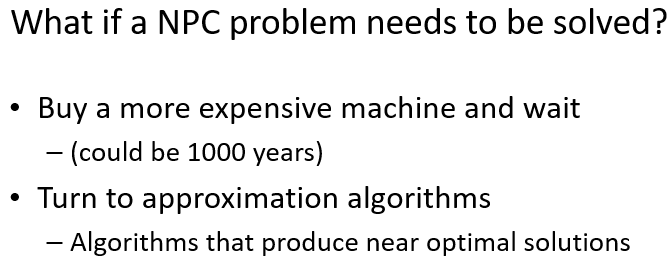 What if a NPC problem needs to be solved?
• Buy a more expensive machine and wait
– (could be 1000 years)
• Turn to approximation algorithms
– Algorithms that produce near optimal solutions